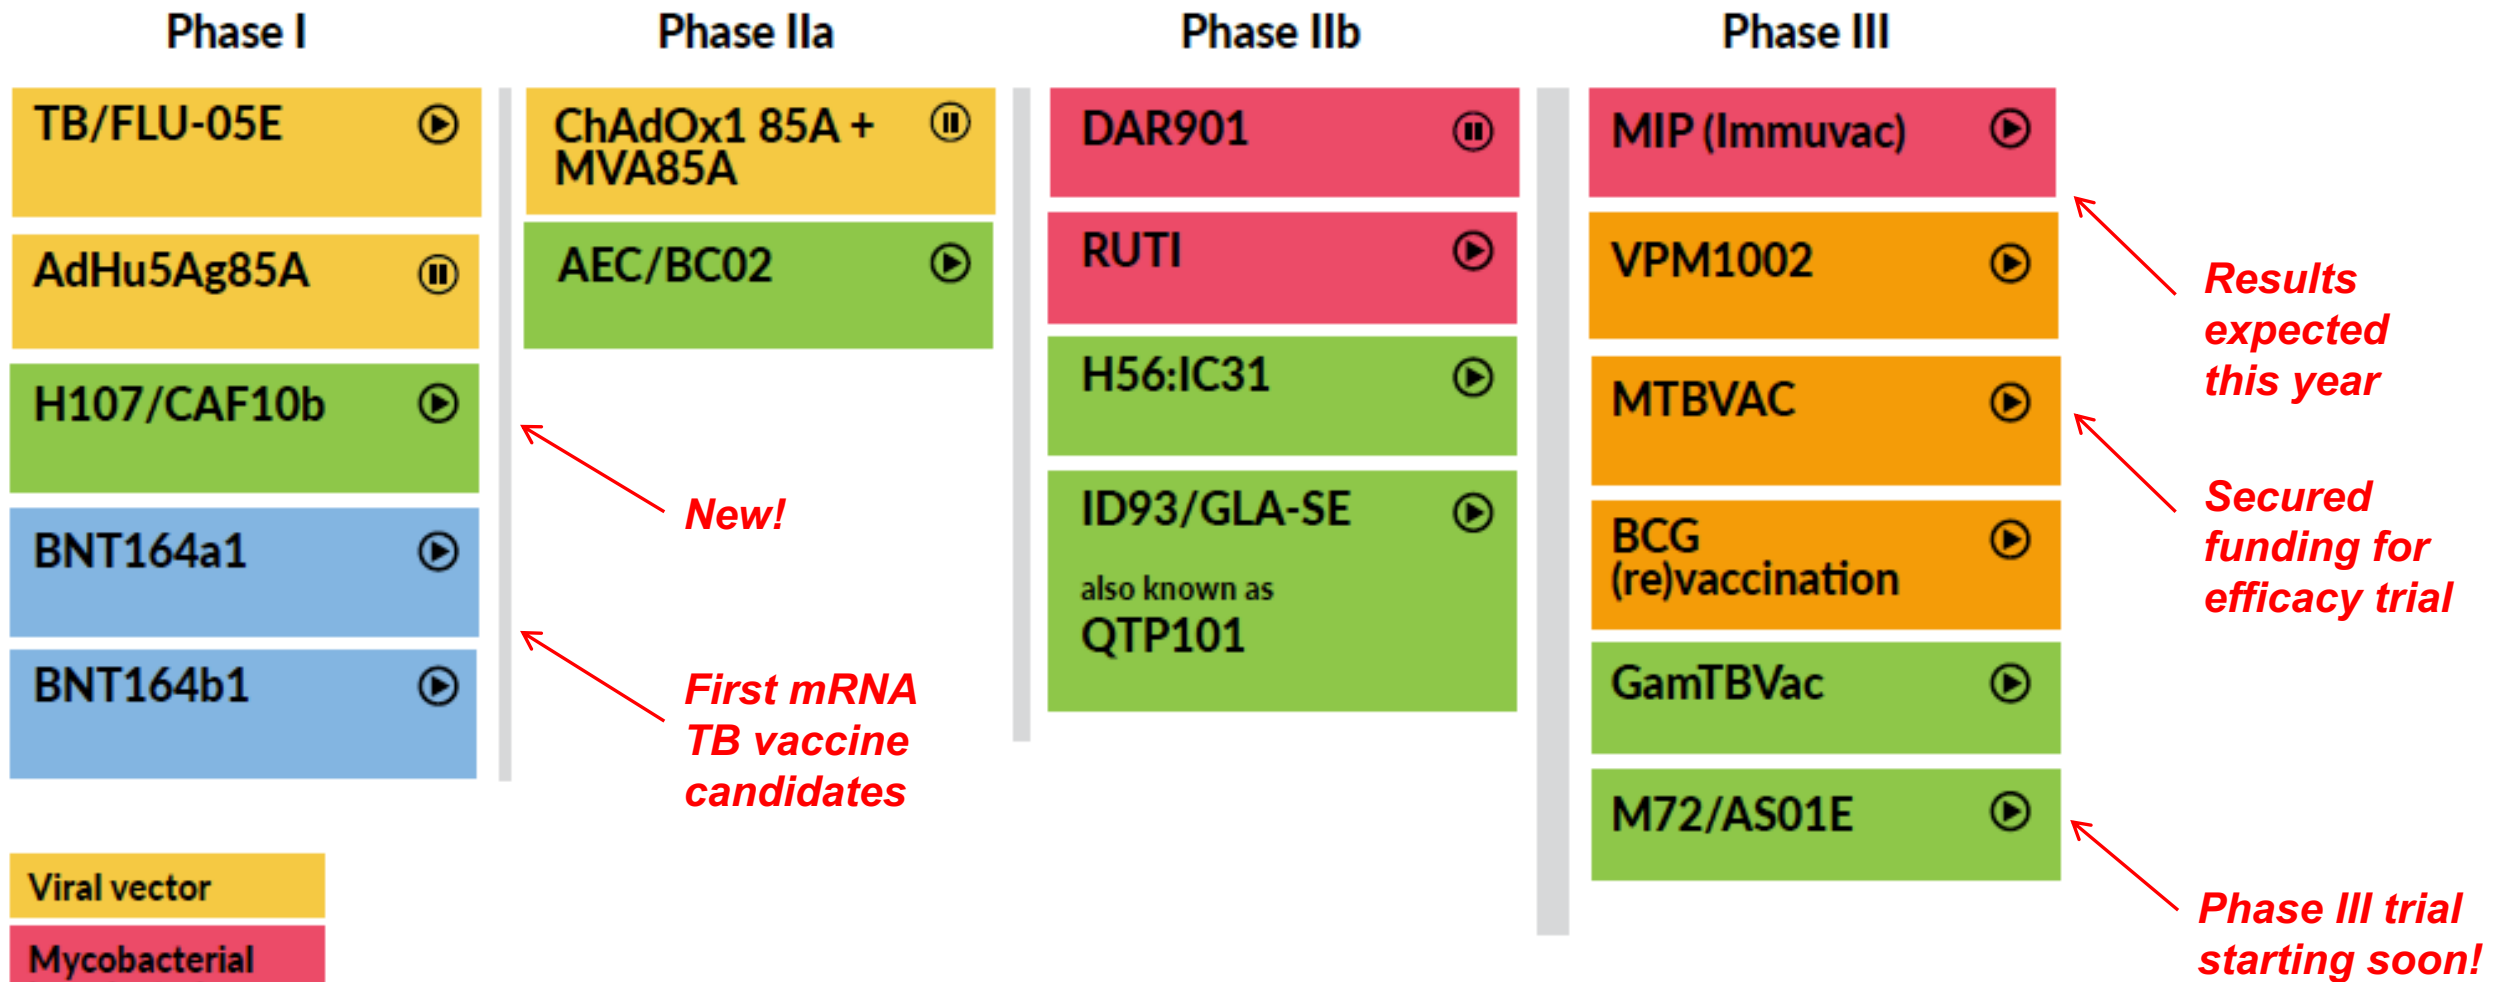 Phase I
TB/FLU-05E
AdHu5Ag85A
H107/CAF10b
BNT164a1
BNT164b1
Phase IIa
ChAdOx1 85A +
MVA85A
AEC/BC02
Phase IIb
DAR901
RUTI
H56:IC31
ID93/GLA-SE
also known as
QTP101
Phase III
MIP (Immuvac)
VPM1002
MTBVAC
BCG
(re)vaccination
GamTBVac
M72/AS01E
New!
First mRNA
TB vaccine
candidates
Results
expected
this year
Secured
funding for
efficacy trial
Phase III trial
starting soon!
Viral vector
Mycobacterial